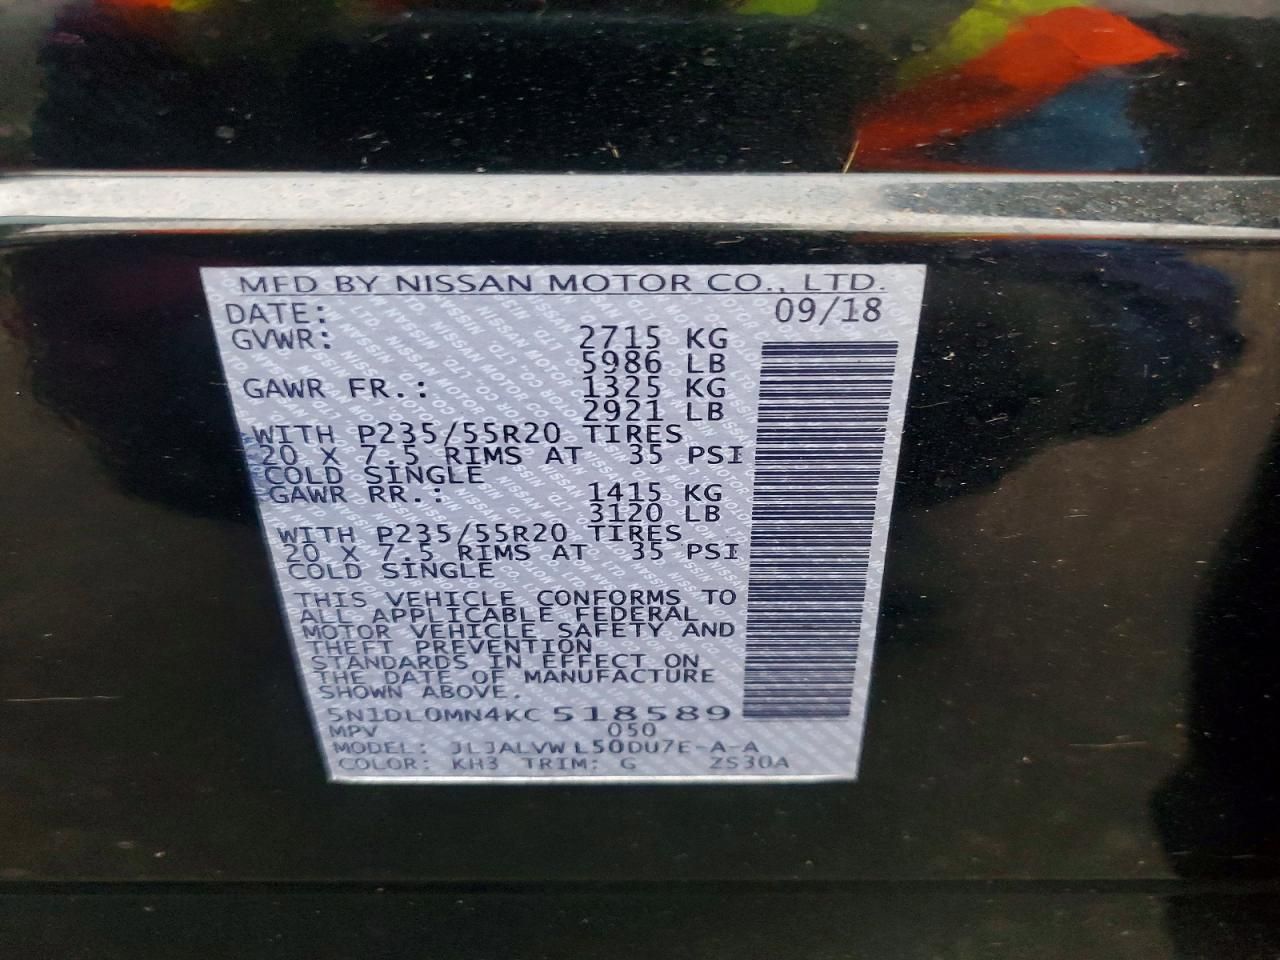 MFD BY NISSAN MOTOR CO., LTD.
DATE: 09/18
GVWR: 2715 KG
5986 LB
GAWR FR.: 1325 KG
2921 LB
WITH P235/55R20 TIRES
20 X 7.5 RIMS AT 35 PSI
COLD SINGLE
GAWR RR.: 1415 KG
3120 LB
WITH P235/55R20 TIRES
20 X 7.5 RIMS AT 35 PSI
COLD SINGLE
THIS VEHICLE CONFORMS TO
ALL APPLICABLE FEDERAL
MOTOR VEHICLE SAFETY AND
THEFT PREVENTION
STANDARDS IN EFFECT ON
THE DATE OF MANUFACTURE
SHOWN ABOVE.
5N1DL0MN4KC518589
MPV 050
MODEL: JLJALVWL50DU7E-A-A
COLOR: KH3 TRIM: G ZS30A